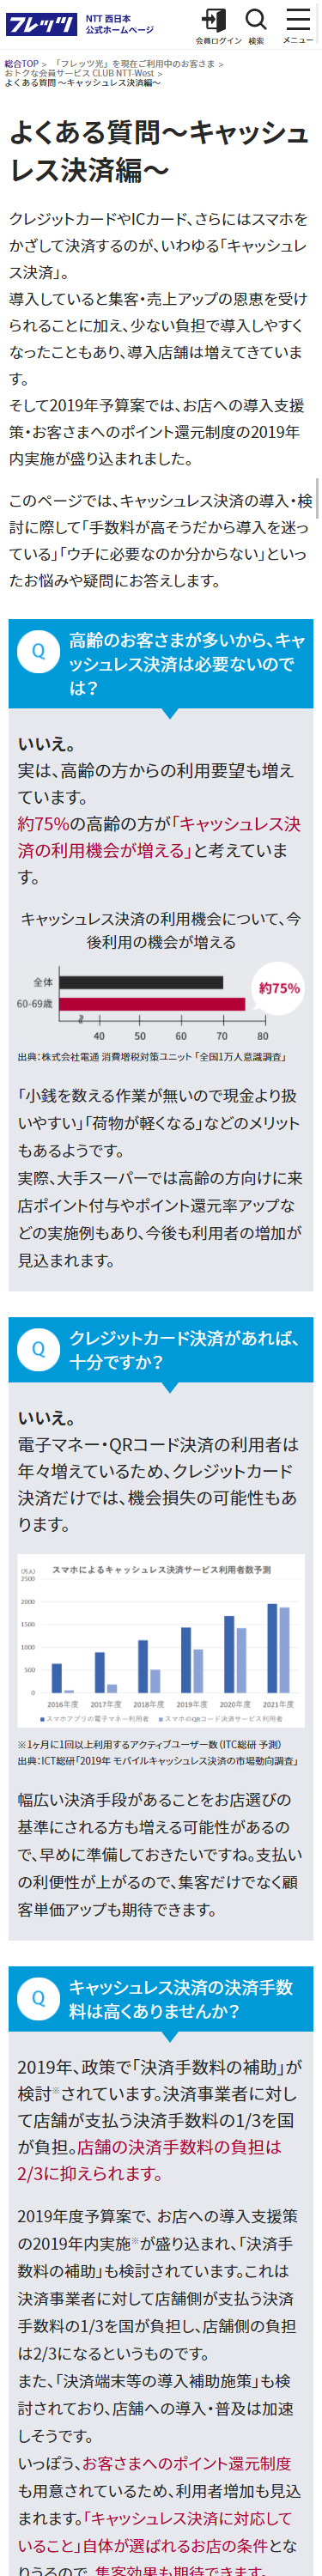 フレッツ NTT 西日本
公式ホームページ
会員ログイン 検索 メニュー
総合TOP > 「フレッツ光」を現在ご利用中のお客さま >
おトクな会員サービス CLUB NTT-West >
よくある質問 ～キャッシュレス決済編～
よくある質問～キャッシュ
レス決済編～
クレジットカードやICカード、さらにはスマホを
かざして決済するのが、いわゆる「キャッシュレ
ス決済」。
導入していると集客・売上アップの恩恵を受け
られることに加え、少ない負担で導入しやすく
なったこともあり、導入店舗は増えてきていま
す。
そして2019年予算案では、お店への導入支援
策・お客さまへのポイント還元制度の2019年
内実施が盛り込まれました。
このページでは、キャッシュレス決済の導入・検
討に際して「手数料が高そうだから導入を迷っ
ている」「ウチに必要なのか分からない」といっ
たお悩みや疑問にお答えします。
Q 高齢のお客さまが多いから、キャ
ッシュレス決済は必要ないので
は？
いいえ。
実は、高齢の方からの利用要望も増え
ています。
約75%の高齢の方が「キャッシュレス決
済の利用機会が増える」と考えていま
す。
キャッシュレス決済の利用機会について、今
後利用の機会が増える
全体
60-69歳
約75%
40 50 60 70 80
出典：株式会社電通 消費増税対策ユニット 「全国1万人意識調査」
「小銭を数える作業が無いので現金より扱
いやすい」「荷物が軽くなる」などのメリット
もあるようです。
実際、大手スーパーでは高齢の方向けに来
店ポイント付与やポイント還元率アップな
どの実施例もあり、今後も利用者の増加が
見込まれます。
Q クレジットカード決済があれば、
十分ですか？
いいえ。
電子マネー・QRコード決済の利用者は
年々増えているため、クレジットカード
決済だけでは、機会損失の可能性もあ
ります。
スマホによるキャッシュレス決済サービス利用者数予測
(万人)
2500
2000
1500
1000
500
0
2016年度 2017年度 2018年度 2019年度 2020年度 2021年度
スマホアプリの電子マネー利用者 スマホのQRコード決済サービス利用者
※1ヶ月に1回以上利用するアクティブユーザー数（ITC総研 予測）
出典：ICT総研「2019年 モバイルキャッシュレス決済の市場動向調査」
幅広い決済手段があることをお店選びの
基準にされる方も増える可能性があるの
で、早めに準備しておきたいですね。支払い
の利便性が上がるので、集客だけでなく顧
客単価アップも期待できます。
Q キャッシュレス決済の決済手数
料は高くありませんか？
2019年、政策で「決済手数料の補助」が
検討※されています。決済事業者に対し
て店舗が支払う決済手数料の1/3を国
が負担。店舗の決済手数料の負担は
2/3に抑えられます。
2019年度予算案で、お店への導入支援策
の2019年内実施※が盛り込まれ、「決済手
数料の補助」も検討されています。これは
決済事業者に対して店舗側が支払う決済
手数料の1/3を国が負担し、店舗側の負担
は2/3になるというものです。
また、「決済端末等の導入補助施策」も検
討されており、店舗への導入・普及は加速
しそうです。
いっぽう、お客さまへのポイント還元制度
も用意されているため、利用者増加も見込
まれます。「キャッシュレス決済に対応して
いること」自体が選ばれるお店の条件とな
りうるので、集客効果も期待できます。